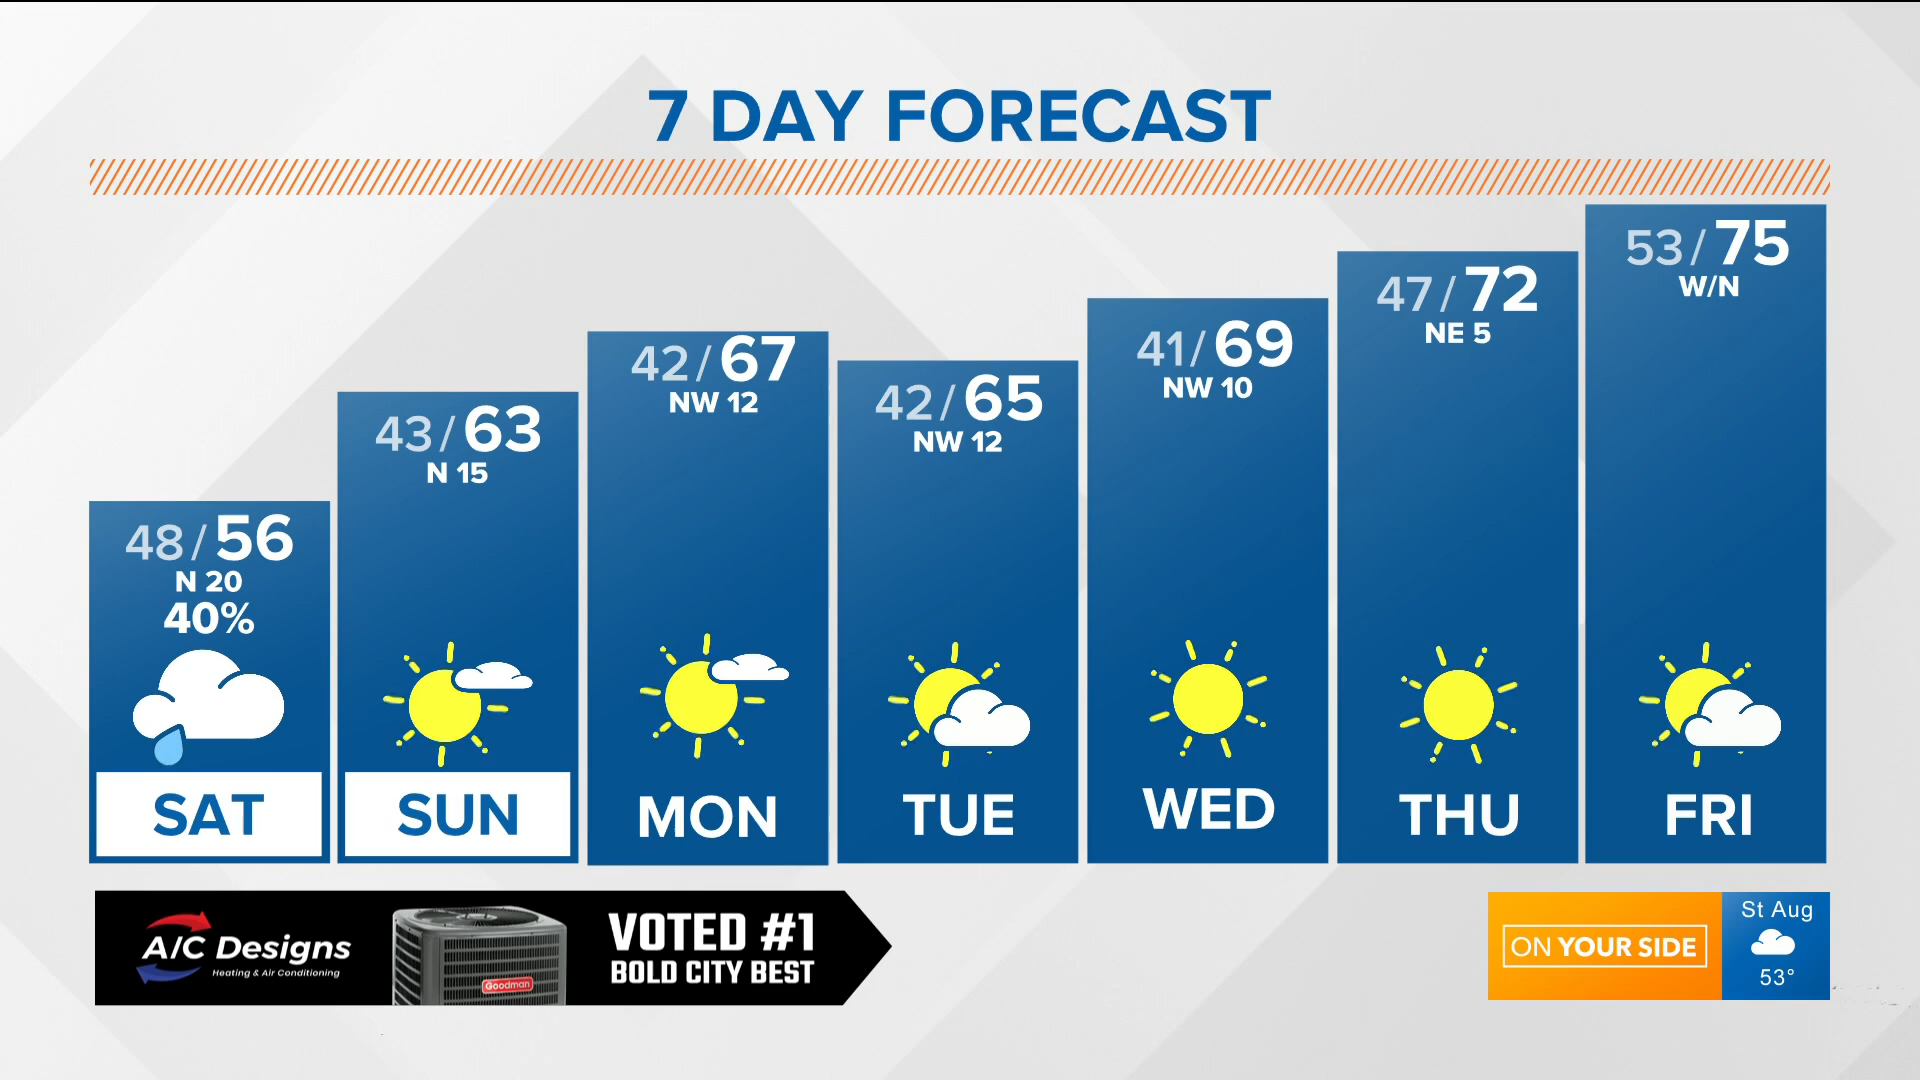 7 DAY FORECAST
48/56
N 20
40%
SAT
43/63
N 15
SUN
42/67
NW 12
MON
42/65
NW 12
TUE
41/69
NW 10
WED
47/72
NE 5
THU
53/75
W/N
FRI
A/C Designs
Heating & Air Conditioning
Goodman
VOTED #1
BOLD CITY BEST
ON YOUR SIDE
St Aug
53°